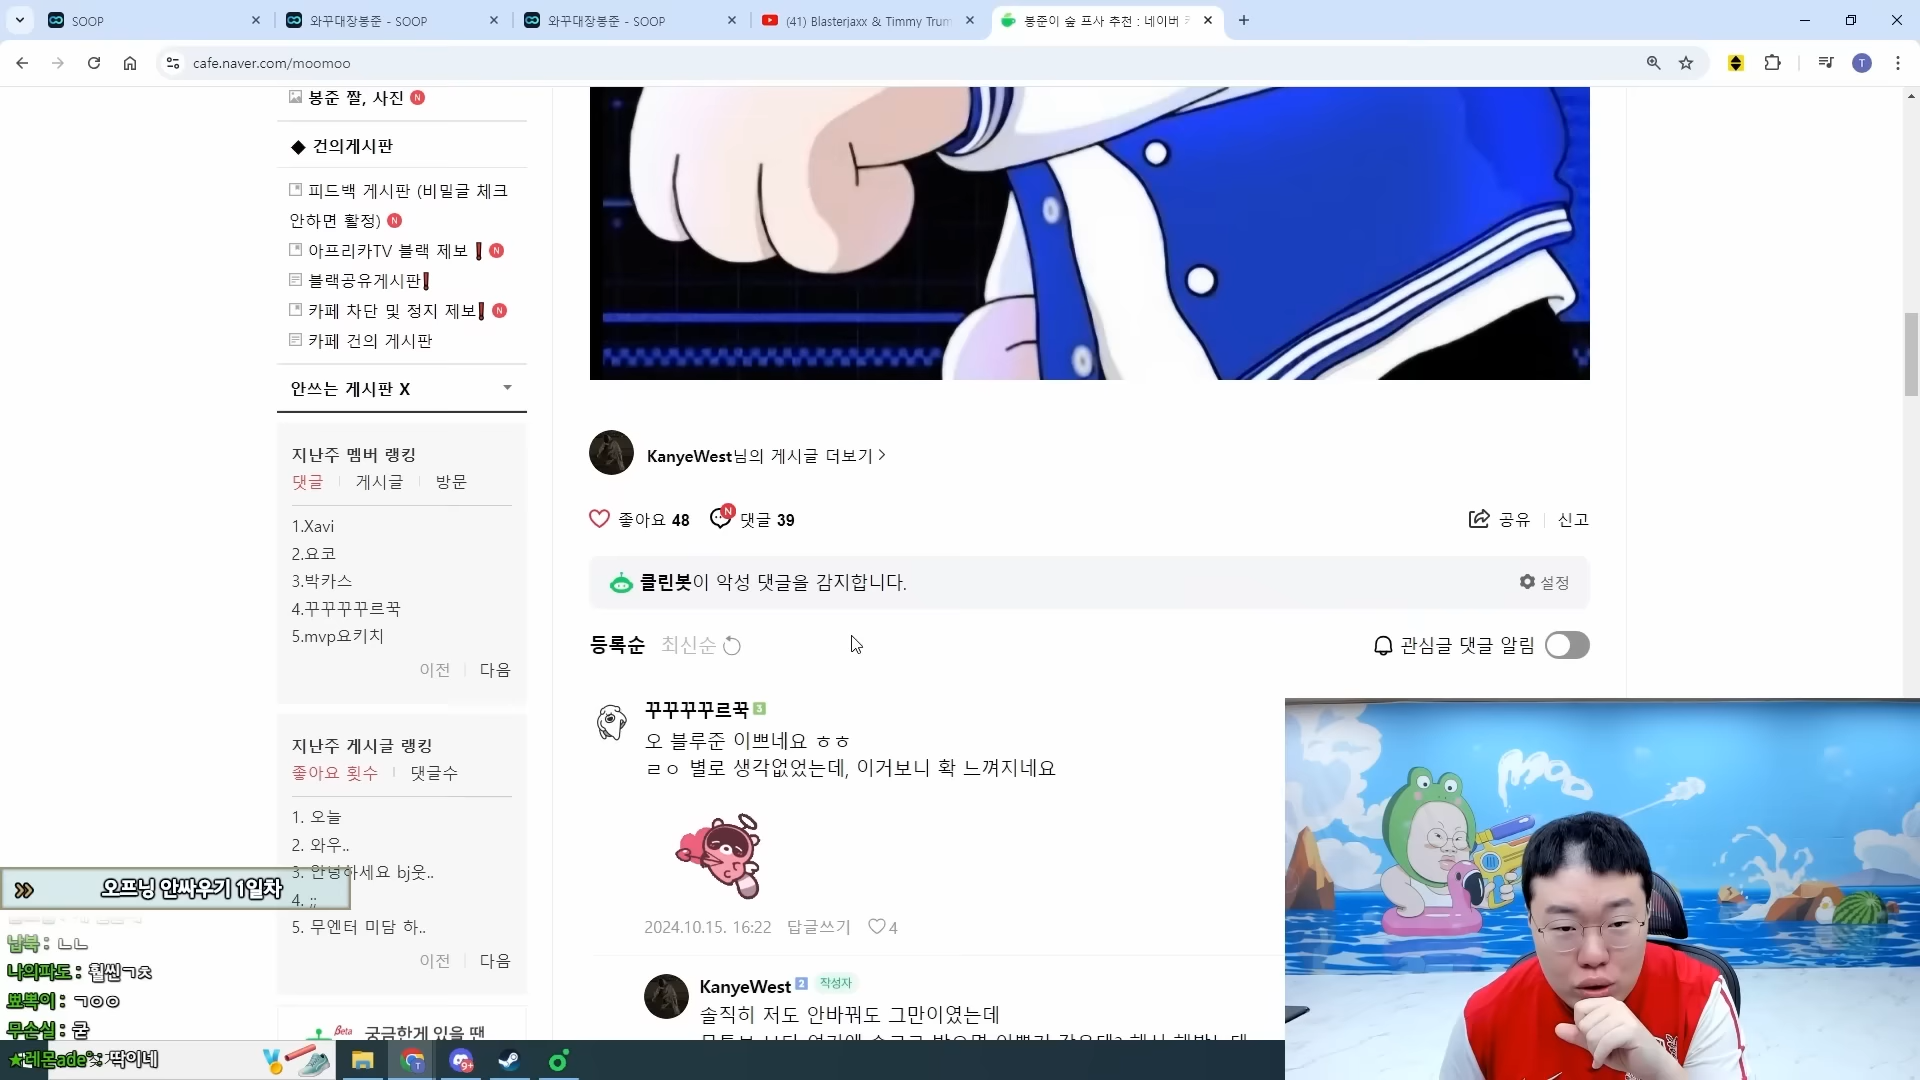 SOOP
와꾸대장봉준 - SOOP
와꾸대장봉준 - SOOP
(41) Blasterjaxx & Timmy Trum
봉준이 숲 프사 추천 : 네이버 카
cafe.naver.com/moomoo
T
봉준 짤, 사진 N
◆ 건의게시판
피드백 게시판 (비밀글 체크
안하면 활정) N
아프리카TV 블랙 제보❗ N
블랙공유게시판❗
카페 차단 및 정지 제보❗ N
카페 건의 게시판
안쓰는 게시판 X
지난주 멤버 랭킹
댓글 게시글 방문
1.Xavi
2.요코
3.박카스
4.꾸꾸꾸꾸르꾹
5.mvp요키치
이전 다음
지난주 게시글 랭킹
좋아요 횟수 댓글수
1. 오늘
2. 와우..
3. 안녕하세요 bj웃..
4. ;;
5. 무엔터 미담 하..
이전 다음
Beta 궁금한게 있을 땐
KanyeWest님의 게시글 더보기 >
좋아요 48 댓글 39
N
공유 신고
클린봇이 악성 댓글을 감지합니다.
설정
등록순 최신순
관심글 댓글 알림
꾸꾸꾸꾸르꾹 3
오 블루준 이쁘네요 ㅎㅎ
ㄹㅇ 별로 생각없었는데, 이거보니 확 느껴지네요
2024.10.15. 16:22 답글쓰기 4
KanyeWest 2 작성자
솔직히 저도 안바꿔도 그만이였는데
오프닝 안싸우기 1일차
남북 : ㄴㄴ
나의파도 : 훨씬ㄱㅊ
뾰뽁이 : ㄱㅇㅇ
무손실 : 굳
★레몬ade°: 딱이네
9+
moo